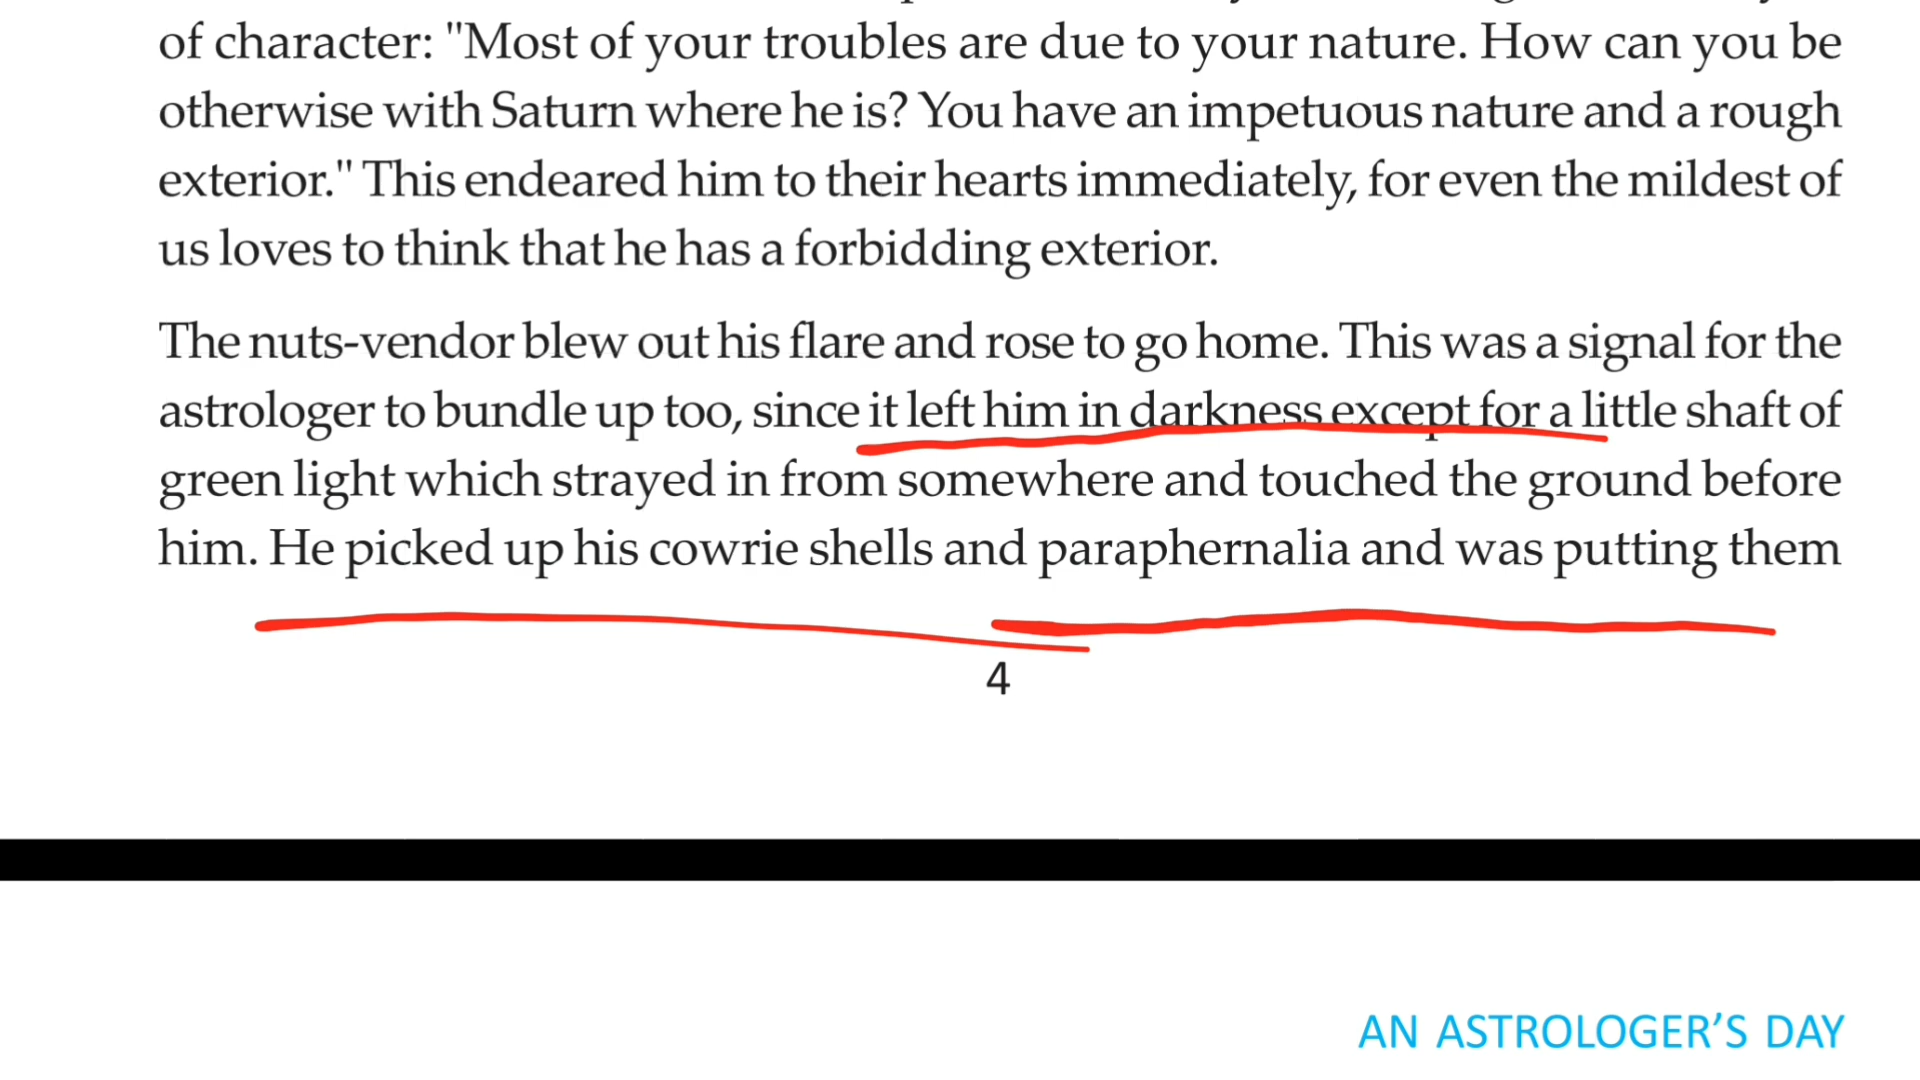 of character: "Most of your troubles are due to your nature. How can you be
otherwise with Saturn where he is? You have an impetuous nature and a rough
exterior." This endeared him to their hearts immediately, for even the mildest of
us loves to think that he has a forbidding exterior.
The nuts-vendor blew out his flare and rose to go home. This was a signal for the
astrologer to bundle up too, since it left him in darkness except for a little shaft of
green light which strayed in from somewhere and touched the ground before
him. He picked up his cowrie shells and paraphernalia and was putting them
4
AN ASTROLOGER’S DAY